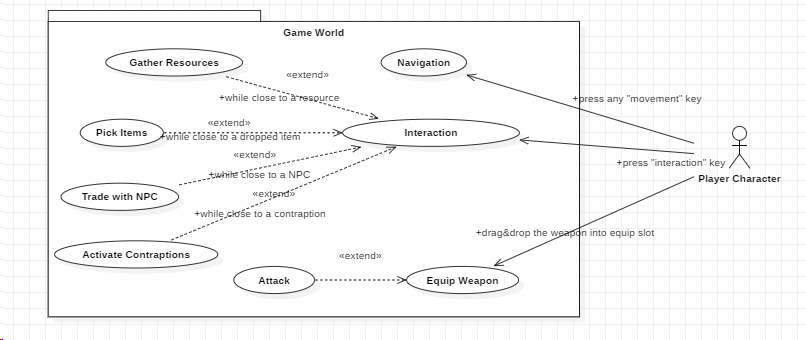 Game World
Gather Resources
Navigation
«extend»
+while close to a resource
+press any "movement" key
«extend»
Pick Items
+while close to a dropped item
Interaction
«extend»
+press "interaction" key
+while close to a NPC
Player Character
«extend»
Trade with NPC
+while close to a contraption
+drag&drop the weapon into equip slot
Activate Contraptions
«extend»
Attack
Equip Weapon